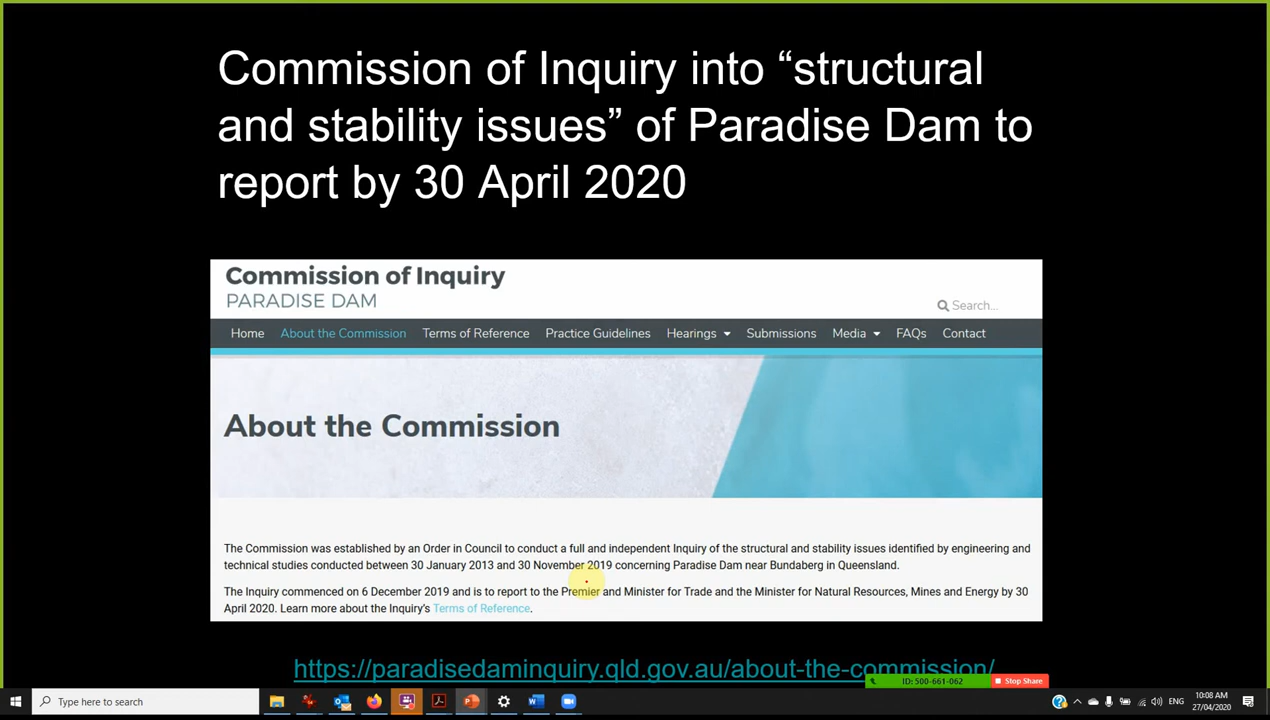 Commission of Inquiry into “structural
and stability issues” of Paradise Dam to
report by 30 April 2020
Commission of Inquiry
PARADISE DAM
Search...
Home About the Commission Terms of Reference Practice Guidelines Hearings Submissions Media FAQs Contact
About the Commission
The Commission was established by an Order in Council to conduct a full and independent Inquiry of the structural and stability issues identified by engineering and
technical studies conducted between 30 January 2013 and 30 November 2019 concerning Paradise Dam near Bundaberg in Queensland.
The Inquiry commenced on 6 December 2019 and is to report to the Premier and Minister for Trade and the Minister for Natural Resources, Mines and Energy by 30
April 2020. Learn more about the Inquiry's Terms of Reference.
https://paradisedaminquiry.qld.gov.au/about-the-commission/
ID: 500-661-062 Stop Share
Type here to search
ENG
10:08 AM
27/04/2020